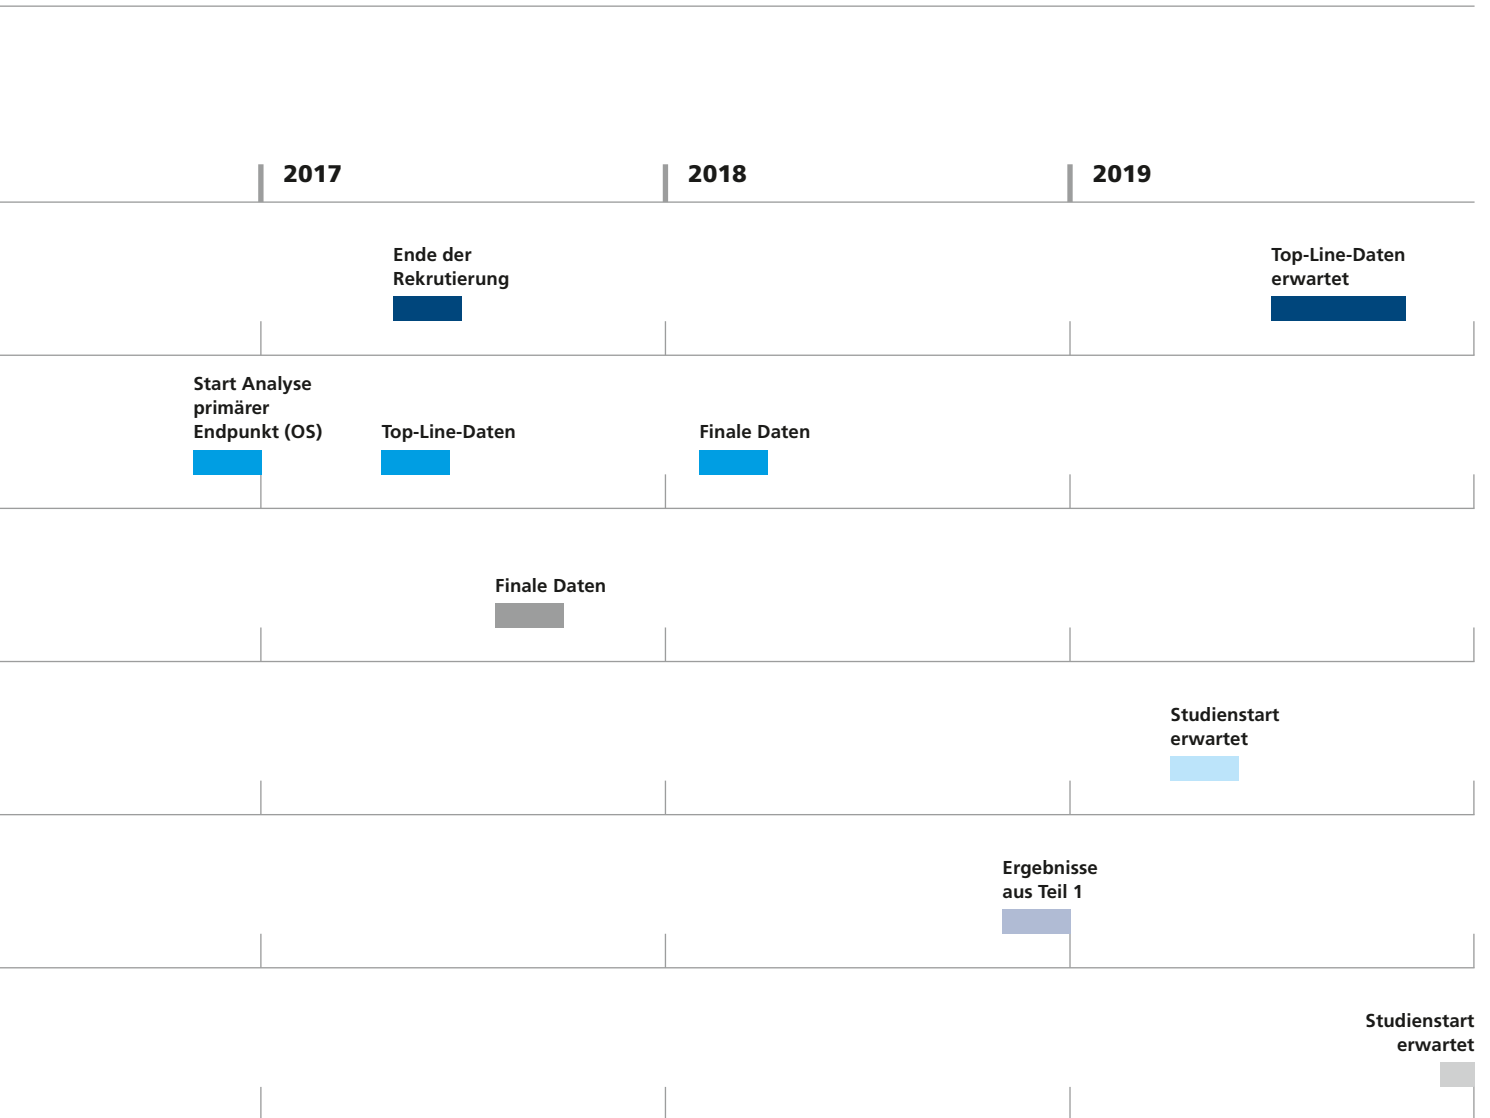 2017
2018
2019
Ende der
Rekrutierung
Top-Line-Daten
erwartet
Start Analyse
primärer
Endpunkt (OS)
Top-Line-Daten
Finale Daten
Finale Daten
Studienstart
erwartet
Ergebnisse
aus Teil 1
Studienstart
erwartet